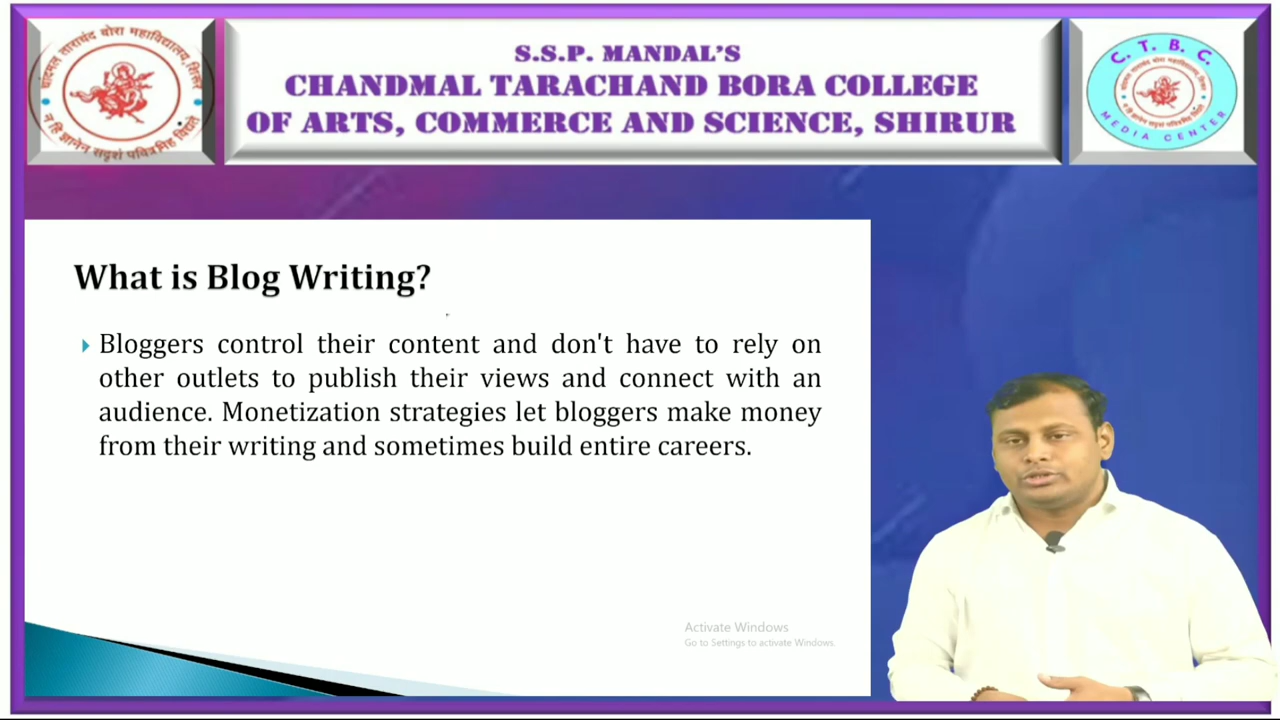 S.S.P. MANDAL'S
CHANDMAL TARACHAND BORA COLLEGE
OF ARTS, COMMERCE AND SCIENCE, SHIRUR
C. T. B. C.
MEDIA CENTER
What is Blog Writing?
Bloggers control their content and don't have to rely on
other outlets to publish their views and connect with an
audience. Monetization strategies let bloggers make money
from their writing and sometimes build entire careers.
Activate Windows
Go to Settings to activate Windows.